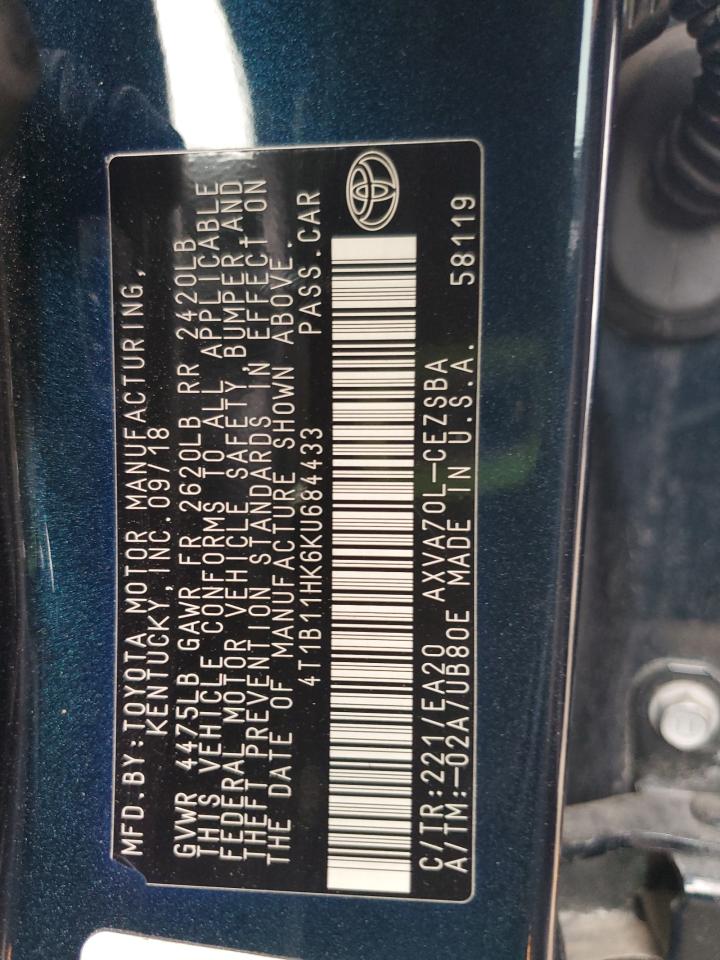 MFD.BY:TOYOTA MOTOR MANUFACTURING,
KENTUCKY, INC.09/18
GVWR 4475LB GAWR FR 2620LB RR 2420LB
THIS VEHICLE CONFORMS TO ALL APPLICABLE
FEDERAL MOTOR VEHICLE SAFETY, BUMPER,AND
THEFT PREVENTION STANDARDS IN EFFECT ON
THE DATE OF MANUFACTURE SHOWN ABOVE.
4T1B11HK6KU684433 PASS.CAR
C/TR:221/EA20 AXVA70L-CEZSBA
A/TM:-02A/UB80E MADE IN U.S.A. 58119